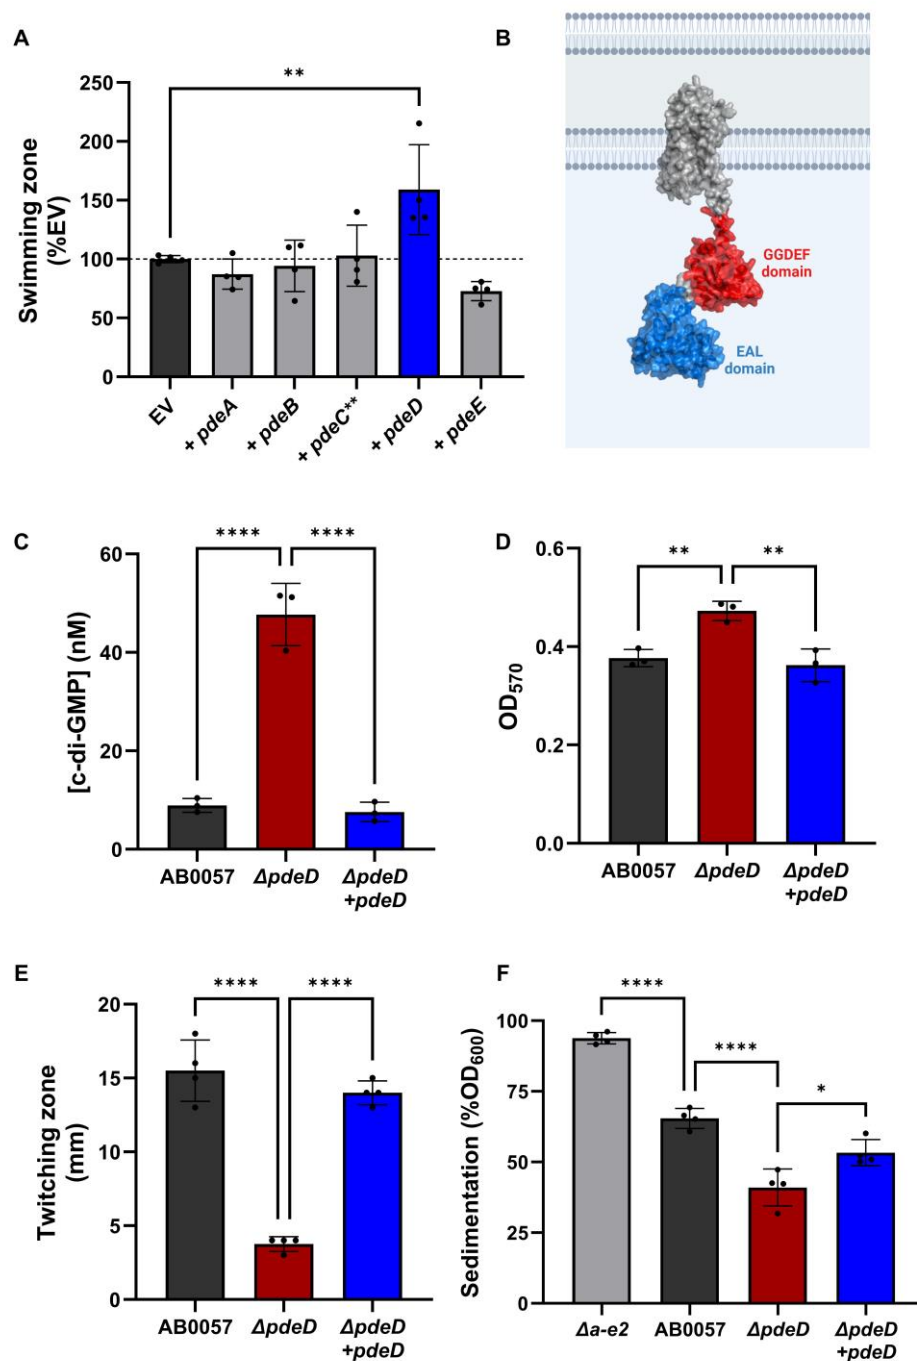 A
Swimming zone
(%EV)
250
200
150
100
50
0
**
EV
+ pdeA
+ pdeB
+ pdeC**
+ pdeD
+ pdeE
B
GGDEF
domain
EAL
domain
C
[c-di-GMP] (nM)
60
40
20
0
**** ****
AB0057 ΔpdeD ΔpdeD
+pdeD
D
OD570
0.6
0.4
0.2
0.0
** **
AB0057 ΔpdeD ΔpdeD
+pdeD
E
Twitching zone
(mm)
20
15
10
5
0
**** ****
AB0057 ΔpdeD ΔpdeD
+pdeD
F
Sedimentation (%OD600)
100
75
50
25
0
****
****
*
Δa-e2 AB0057 ΔpdeD ΔpdeD
+pdeD